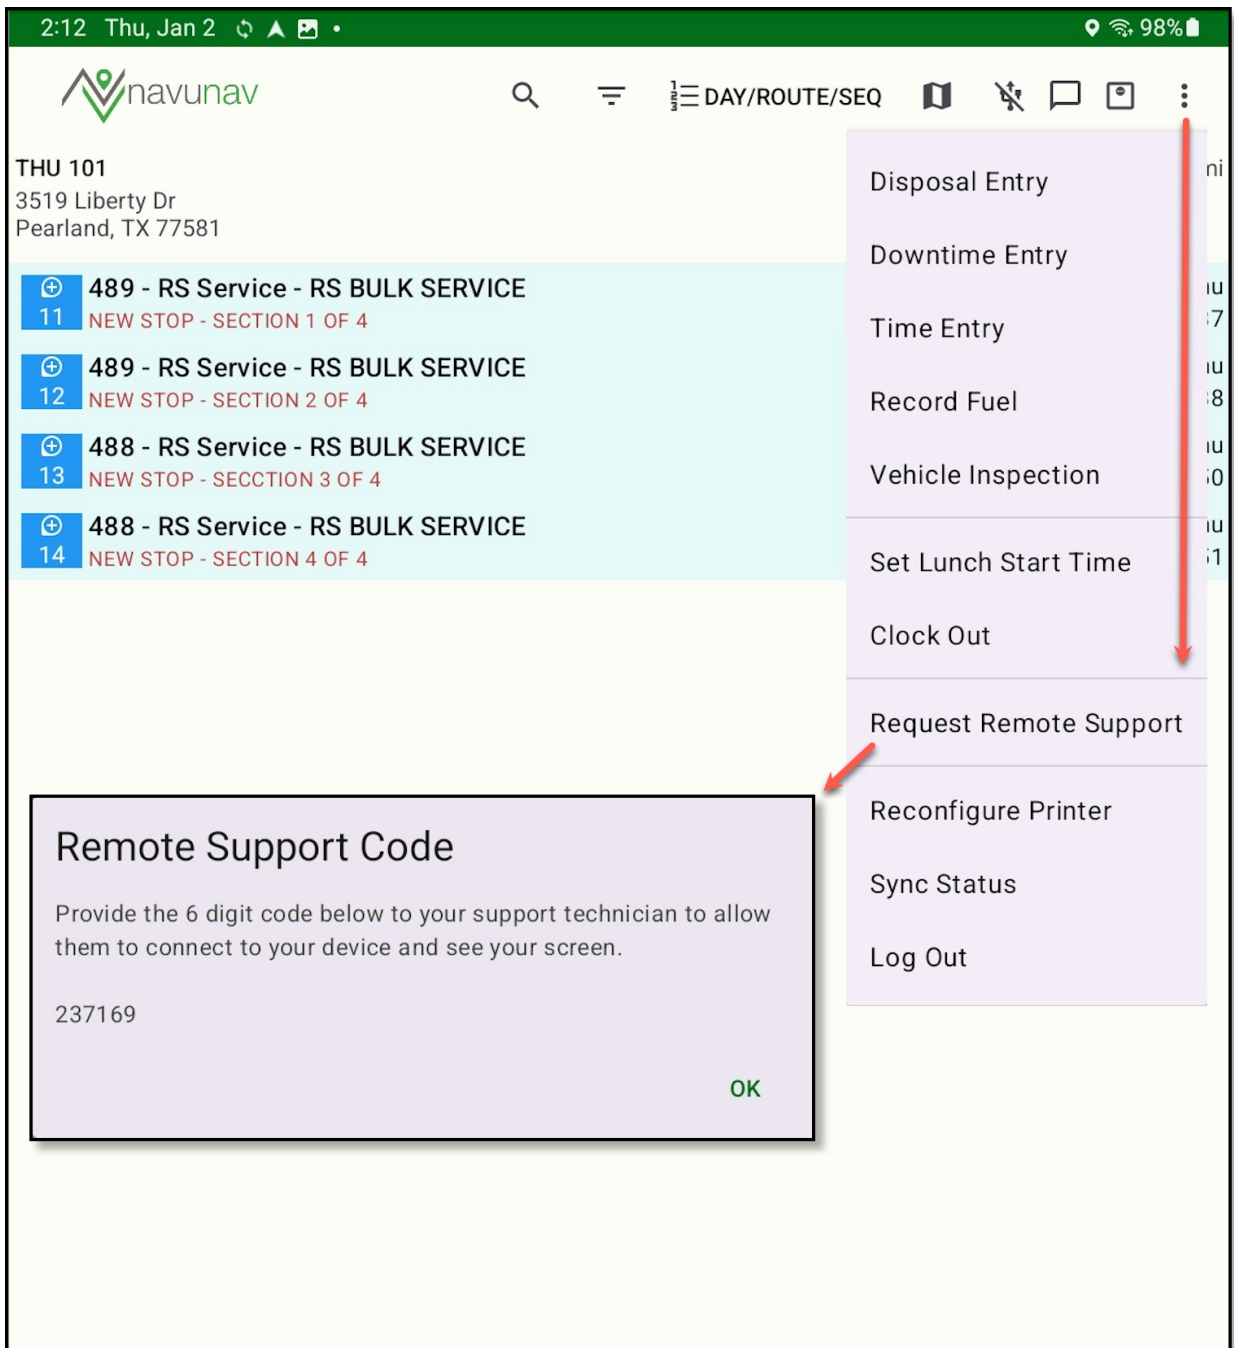 2:12 Thu, Jan 2 98%
navunav
DAY/ROUTE/SEQ
THU 101
3519 Liberty Dr
Pearland, TX 77581
mi
11 489 - RS Service - RS BULK SERVICE
NEW STOP - SECTION 1 OF 4
12 489 - RS Service - RS BULK SERVICE
NEW STOP - SECTION 2 OF 4
13 488 - RS Service - RS BULK SERVICE
NEW STOP - SECCTION 3 OF 4
14 488 - RS Service - RS BULK SERVICE
NEW STOP - SECTION 4 OF 4
Disposal Entry
Downtime Entry
Time Entry
Record Fuel
Vehicle Inspection
Set Lunch Start Time
Clock Out
Request Remote Support
Reconfigure Printer
Sync Status
Log Out
Remote Support Code
Provide the 6 digit code below to your support technician to allow
them to connect to your device and see your screen.
237169
OK